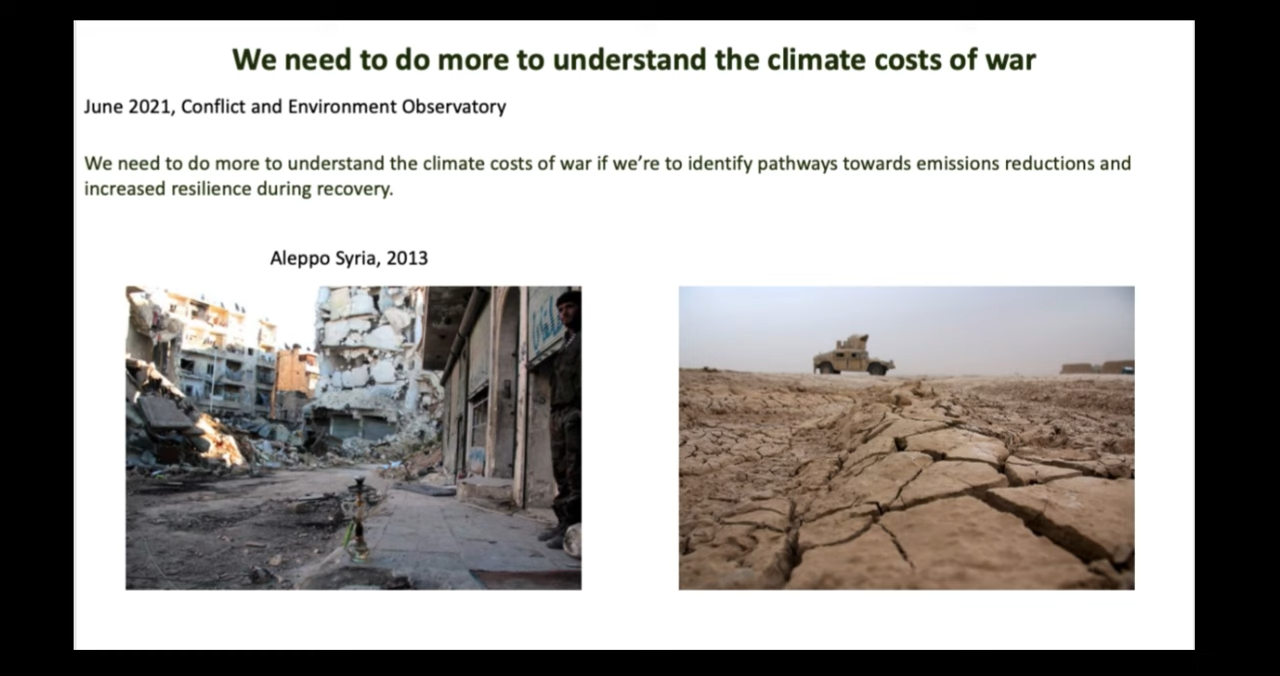 We need to do more to understand the climate costs of war
June 2021, Conflict and Environment Observatory
We need to do more to understand the climate costs of war if we’re to identify pathways towards emissions reductions and
increased resilience during recovery.
Aleppo Syria, 2013